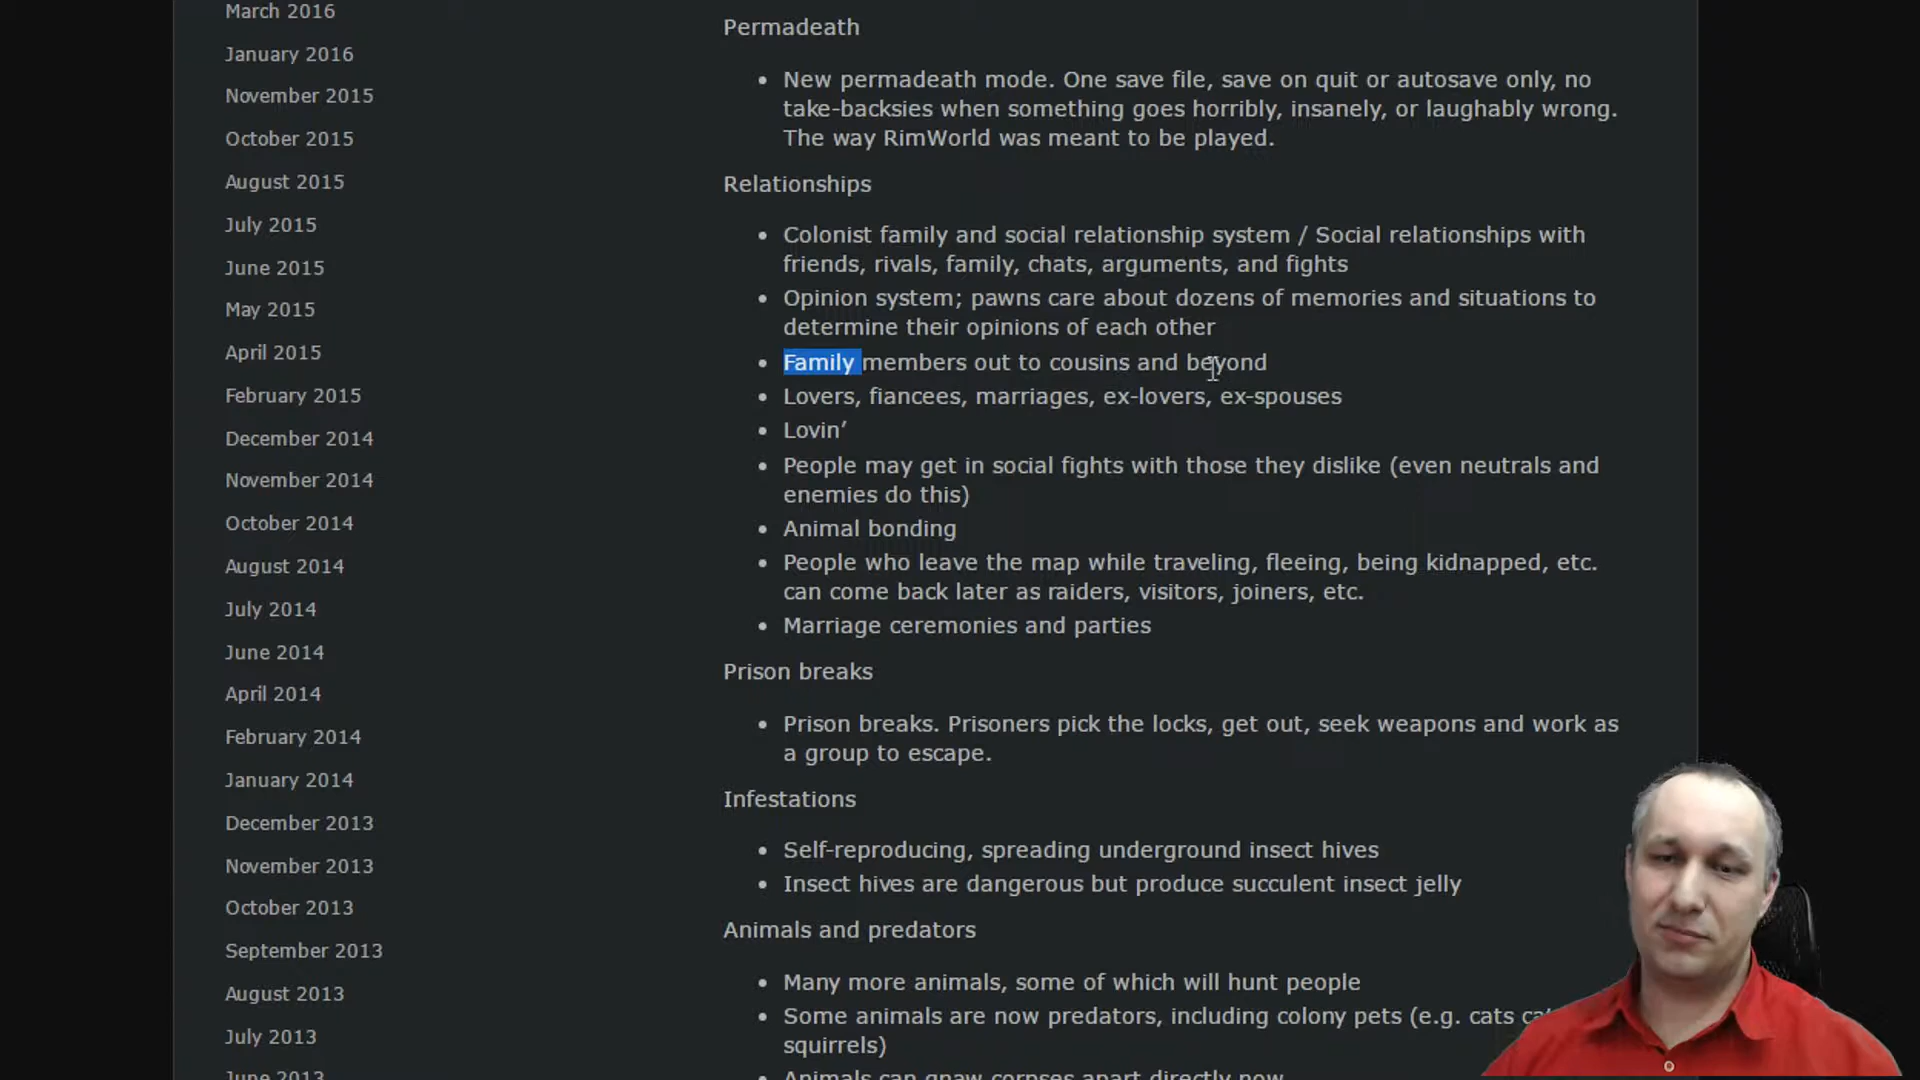 March 2016
January 2016
November 2015
October 2015
August 2015
July 2015
June 2015
May 2015
April 2015
February 2015
December 2014
November 2014
October 2014
August 2014
July 2014
June 2014
April 2014
February 2014
January 2014
December 2013
November 2013
October 2013
September 2013
August 2013
July 2013
June 2013
Permadeath
New permadeath mode. One save file, save on quit or autosave only, no
take-backsies when something goes horribly, insanely, or laughably wrong.
The way RimWorld was meant to be played.
Relationships
Colonist family and social relationship system / Social relationships with
friends, rivals, family, chats, arguments, and fights
Opinion system; pawns care about dozens of memories and situations to
determine their opinions of each other
Family members out to cousins and beyond
Lovers, fiancees, marriages, ex-lovers, ex-spouses
Lovin’
People may get in social fights with those they dislike (even neutrals and
enemies do this)
Animal bonding
People who leave the map while traveling, fleeing, being kidnapped, etc.
can come back later as raiders, visitors, joiners, etc.
Marriage ceremonies and parties
Prison breaks
Prison breaks. Prisoners pick the locks, get out, seek weapons and work as
a group to escape.
Infestations
Self-reproducing, spreading underground insect hives
Insect hives are dangerous but produce succulent insect jelly
Animals and predators
Many more animals, some of which will hunt people
Some animals are now predators, including colony pets (e.g. cats
squirrels)
Animals can gnaw corpses apart directly now